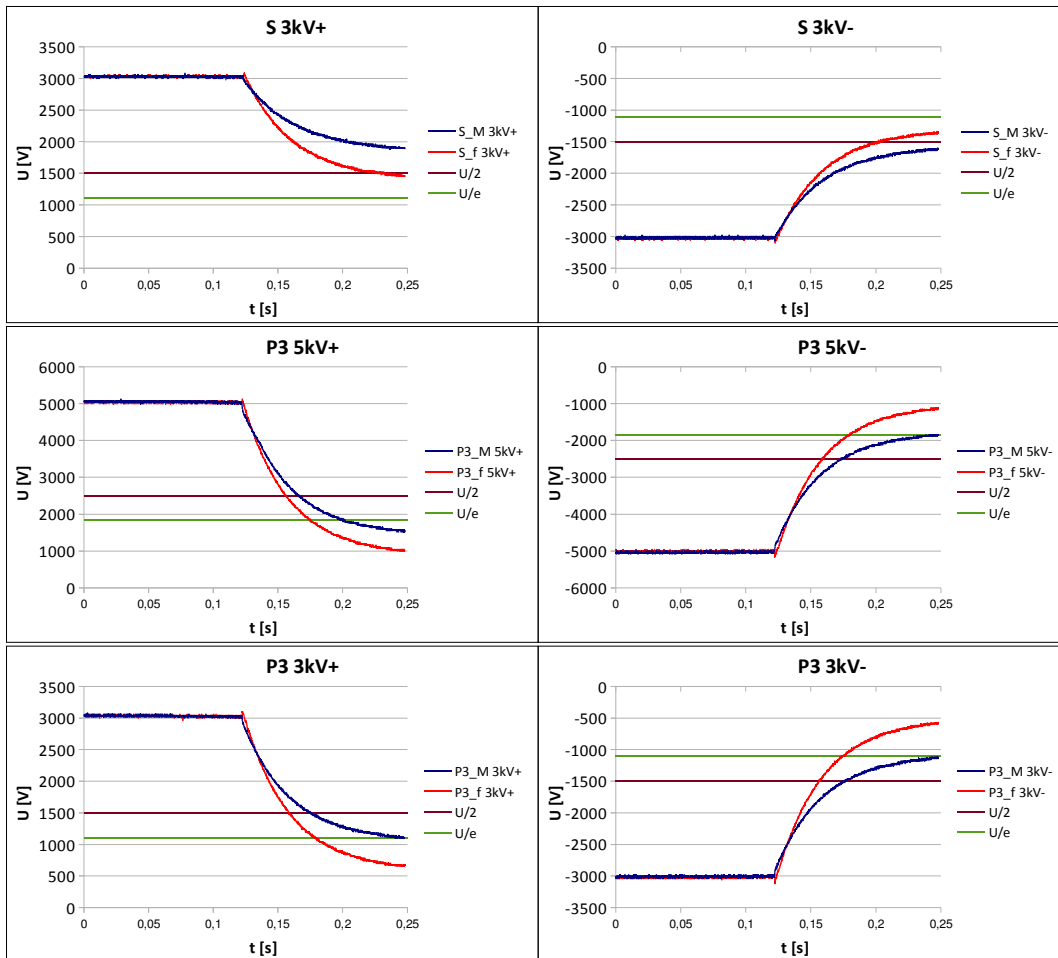 S 3kV+
U [V]
3500
3000
2500
2000
1500
1000
500
0
0
0,05
0,1
0,15
0,2
0,25
t [s]
S_M 3kV+
S_f 3kV+
U/2
U/e
S 3kV-
U [V]
0
-500
-1000
-1500
-2000
-2500
-3000
-3500
0
0,05
0,1
0,15
0,2
0,25
t [s]
S_M 3kV-
S_f 3kV-
U/2
U/e
P3 5kV+
U [V]
6000
5000
4000
3000
2000
1000
0
0
0,05
0,1
0,15
0,2
0,25
t [s]
P3_M 5kV+
P3_f 5kV+
U/2
U/e
P3 5kV-
U [V]
0
-1000
-2000
-3000
-4000
-5000
-6000
0
0,05
0,1
0,15
0,2
0,25
t [s]
P3_M 5kV-
P3_f 5kV-
U/2
U/e
P3 3kV+
U [V]
3500
3000
2500
2000
1500
1000
500
0
0
0,05
0,1
0,15
0,2
0,25
t [s]
P3_M 3kV+
P3_f 3kV+
U/2
U/e
P3 3kV-
U [V]
0
-500
-1000
-1500
-2000
-2500
-3000
-3500
0
0,05
0,1
0,15
0,2
0,25
t [s]
P3_M 3kV-
P3_f 3kV-
U/2
U/e